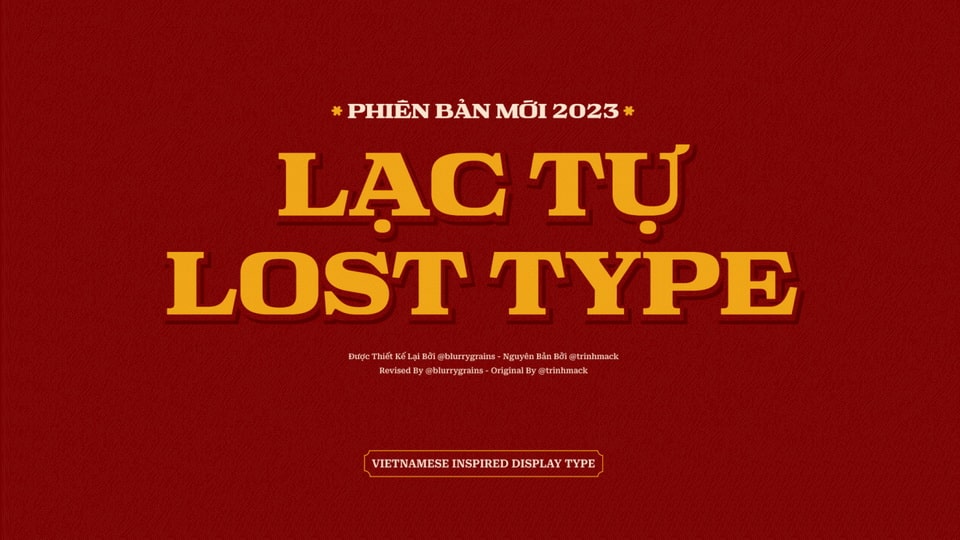 * PHIÊN BẢN MỚI 2023 *
LẠC TỰ
LOST TYPE
Được Thiết Kế Lại Bởi @blurrygrains - Nguyên Bản Bởi @trinhmack
Revised By @blurrygrains - Original By @trinhmack
VIETNAMESE INSPIRED DISPLAY TYPE